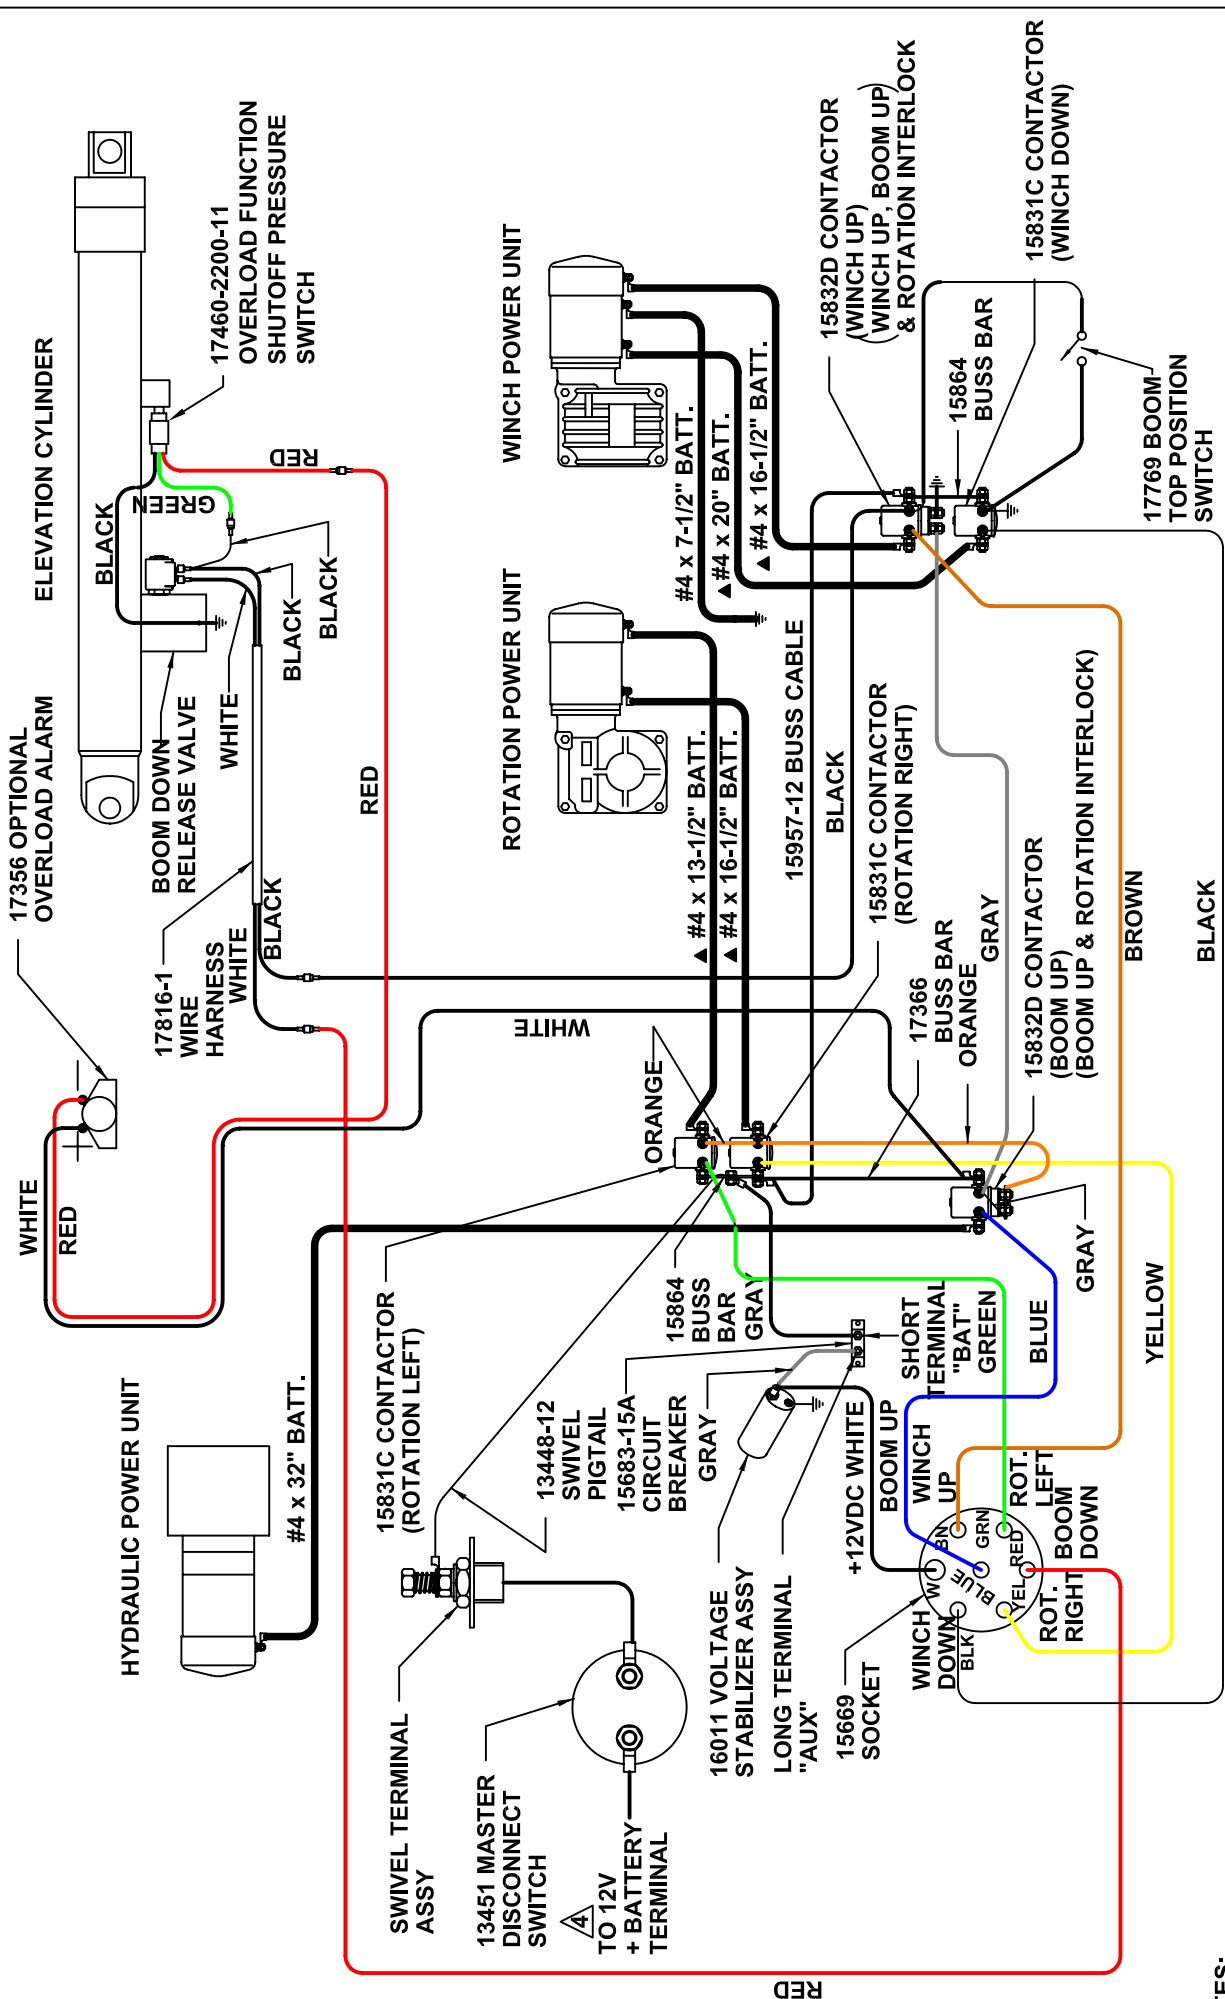 HYDRAULIC POWER UNIT
#4 x 32" BATT.
WHITE
RED
17356 OPTIONAL
OVERLOAD ALARM
ELEVATION CYLINDER
BLACK
GREEN
RED
17460-2200-11
OVERLOAD FUNCTION
SHUTOFF PRESSURE
SWITCH
BOOM DOWN
RELEASE VALVE
WHITE
BLACK
BLACK
17816-1
WIRE
HARNESS
WHITE
BLACK
RED
WHITE
SWIVEL TERMINAL
ASSY
13451 MASTER
DISCONNECT
SWITCH
4
TO 12V
+ BATTERY
TERMINAL
15831C CONTACTOR
(ROTATION LEFT)
13448-12
SWIVEL
PIGTAIL
15683-15A
CIRCUIT
BREAKER
GRAY
ORANGE
15864
BUSS
BAR
GRAY
ROTATION POWER UNIT
WINCH POWER UNIT
▲ #4 x 13-1/2" BATT.
▲ #4 x 16-1/2" BATT.
#4 x 7-1/2" BATT.
▲ #4 x 20" BATT.
▲ #4 x 16-1/2" BATT.
15957-12 BUSS CABLE
BLACK
15831C CONTACTOR
(ROTATION RIGHT)
15832D CONTACTOR
(WINCH UP)
(WINCH UP, BOOM UP)
& ROTATION INTERLOCK
15864
BUSS BAR
15831C CONTACTOR
(WINCH DOWN)
17769 BOOM
TOP POSITION
SWITCH
17366
BUSS BAR
ORANGE
GRAY
15832D CONTACTOR
(BOOM UP)
(BOOM UP & ROTATION INTERLOCK)
GRAY
BROWN
BLACK
YELLOW
16011 VOLTAGE
STABILIZER ASSY
LONG TERMINAL
"AUX"
SHORT
TERMINAL
"BAT"
GREEN
BLUE
15669
SOCKET
+12VDC WHITE
BOOM UP
WINCH
UP
ROT.
LEFT
BOOM
DOWN
ROT.
RIGHT
WINCH
DOWN
BLK
W
BN
GRN
RED
YEL
BLUE
RED